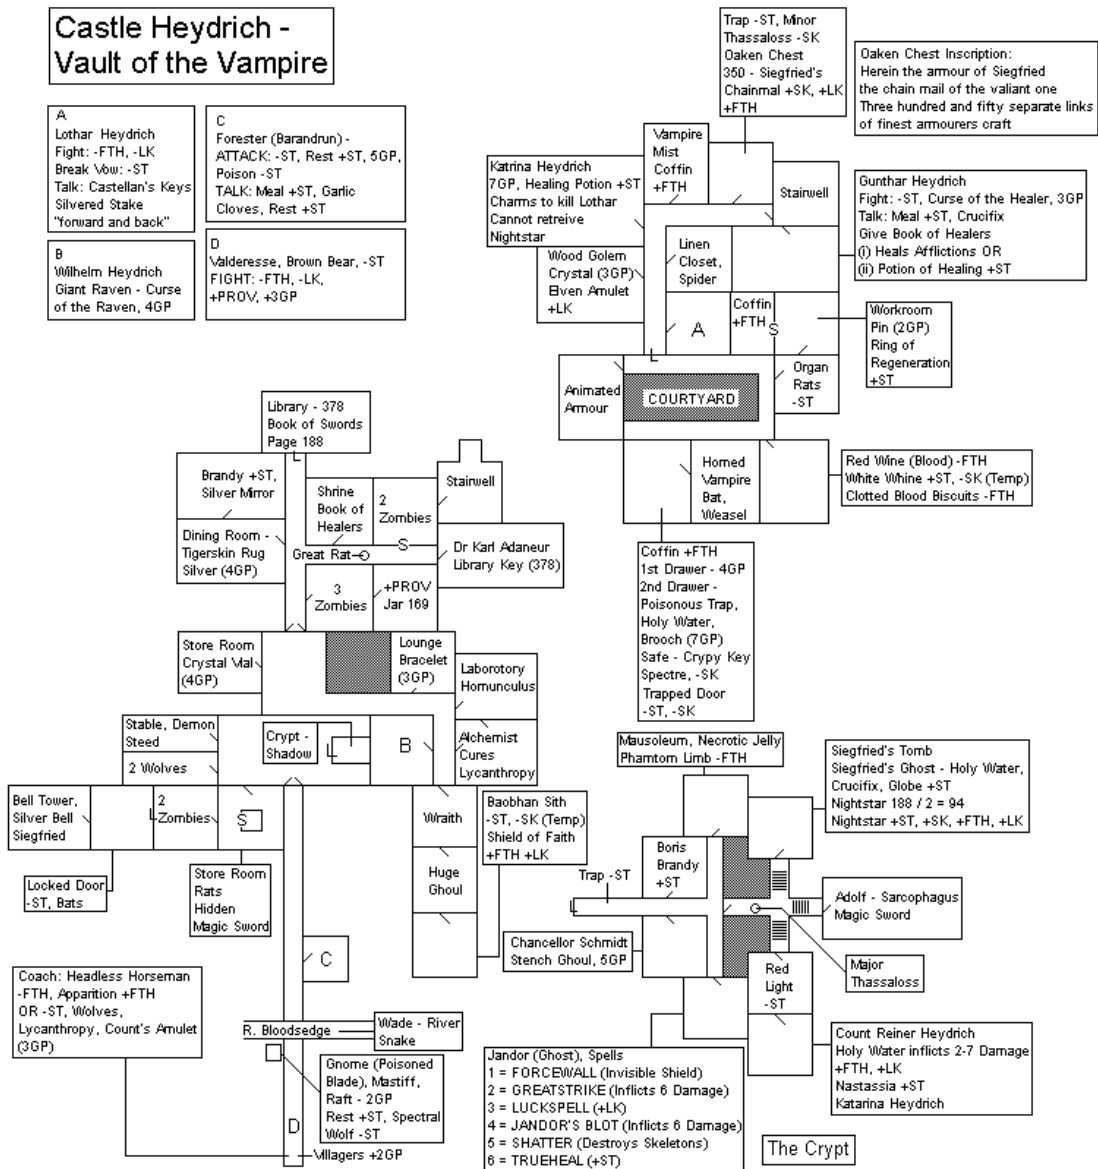 Castle Heydrich -
Vault of the Vampire
A
Lothar Heydrich
Fight: -FTH, -LK
Break Vow: -ST
Talk: Castellan's Keys
Silvered Stake
"forward and back"
B
Wilhelm Heydrich
Giant Raven - Curse
of the Raven, 4GP
C
Forester (Barandrun) -
ATTACK: -ST, Rest +ST, 5GP,
Poison -ST
TALK: Meal +ST, Garlic
Cloves, Rest +ST
D
Valderesse, Brown Bear, -ST
FIGHT: -FTH, -LK,
+PROV, +3GP
Trap -ST, Minor
Thassaloss -SK
Oaken Chest
350 - Siegfried's
Chainmal +SK, +LK
+FTH
Oaken Chest Inscription:
Herein the armour of Siegfried
the chain mail of the valiant one
Three hundred and fifty separate links
of finest armourers craft
Vampire
Mist
Coffin
+FTH
Katrina Heydrich
7GP, Healing Potion +ST
Charms to kill Lothar
Cannot retreive
Nightstar
Stairwell
Gunthar Heydrich
Fight: -ST, Curse of the Healer, 3GP
Talk: Meal +ST, Crucifix
Give Book of Healers
(i) Heals Afflictions OR
(ii) Potion of Healing +ST
Wood Golem
Crystal (3GP)
Elven Amulet
+LK
Linen
Closet,
Spider
A
Coffin
+FTH
S
Workroom
Pin (2GP)
Ring of
Regeneration
+ST
L
Animated
Armour
COURTYARD
Organ
Rats
-ST
Horned
Vampire
Bat,
Weasel
Red Wine (Blood) -FTH
White Whine +ST, -SK (Temp)
Clotted Blood Biscuits -FTH
Coffin +FTH
1st Drawer - 4GP
2nd Drawer -
Poisonous Trap,
Holy Water,
Brooch (7GP)
Safe - Crypy Key
Spectre, -SK
Trapped Door
-ST, -SK
Library - 378
Book of Swords
Page 188
L
Brandy +ST,
Silver Mirror
Shrine
Book of
Healers
2
Zombies
S
Stairwell
Dining Room -
Tigerskin Rug
Silver (4GP)
Great Rat
Dr Karl Adaneur
Library Key (378)
3
Zombies
+PROV
Jar 169
Store Room
Crystal Vial
(4GP)
Lounge
Bracelet
(3GP)
Laborotory
Homunculus
Stable, Demon
Steed
Crypt -
Shadow
L
B
Alchemist
Cures
Lycanthropy
2 Wolves
Bell Tower,
Silver Bell
Siegfried
L
2
Zombies
S
Wraith
Baobhan Sith
-ST, -SK (Temp)
Shield of Faith
+FTH +LK
Huge
Ghoul
Locked Door
-ST, Bats
Store Room
Rats
Hidden
Magic Sword
C
Coach: Headless Horseman
-FTH, Apparition +FTH
OR -ST, Wolves,
Lycanthropy, Count's Amulet
(3GP)
R. Bloodsedge
Wade - River
Snake
Gnome (Poisoned
Blade), Mastiff,
Raft - 2GP
Rest +ST, Spectral
Wolf -ST
D
Villagers +2GP
Mausoleum, Necrotic Jelly
Phamtom Limb -FTH
Siegfried's Tomb
Siegfried's Ghost - Holy Water,
Crucifix, Globe +ST
Nightstar 188 / 2 = 94
Nightstar +ST, +SK, +FTH, +LK
Boris
Brandy
+ST
Trap -ST
L
Adolf - Sarcophagus
Magic Sword
Chancellor Schmidt
Stench Ghoul, 5GP
Major
Thassaloss
Red
Light
-ST
Count Reiner Heydrich
Holy Water inflicts 2-7 Damage
+FTH, +LK
Nastassia +ST
Katarina Heydrich
Jandor (Ghost), Spells
1 = FORCEWALL (Invisible Shield)
2 = GREATSTRIKE (Inflicts 6 Damage)
3 = LUCKSPELL (+LK)
4 = JANDOR'S BLOT (Inflicts 6 Damage)
5 = SHATTER (Destroys Skeletons)
6 = TRUEHEAL (+ST)
The Crypt